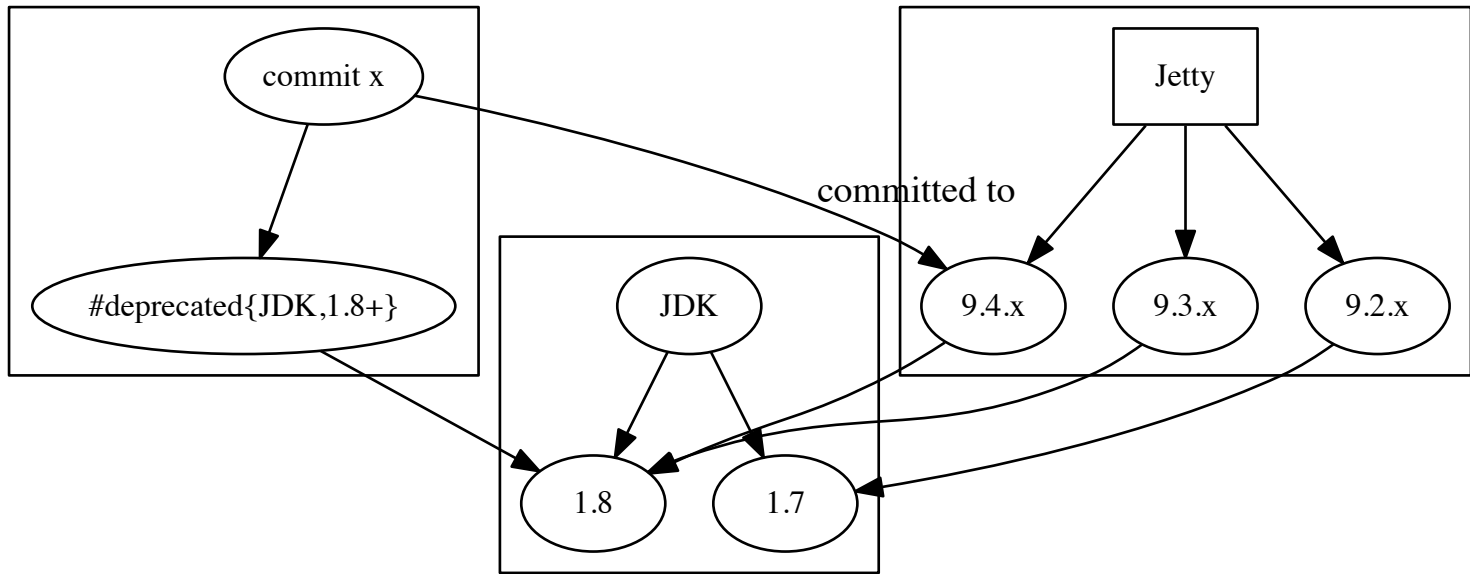 commit x
Jetty
committed to
#deprecated{JDK,1.8+}
JDK
9.4.x
9.3.x
9.2.x
1.8
1.7